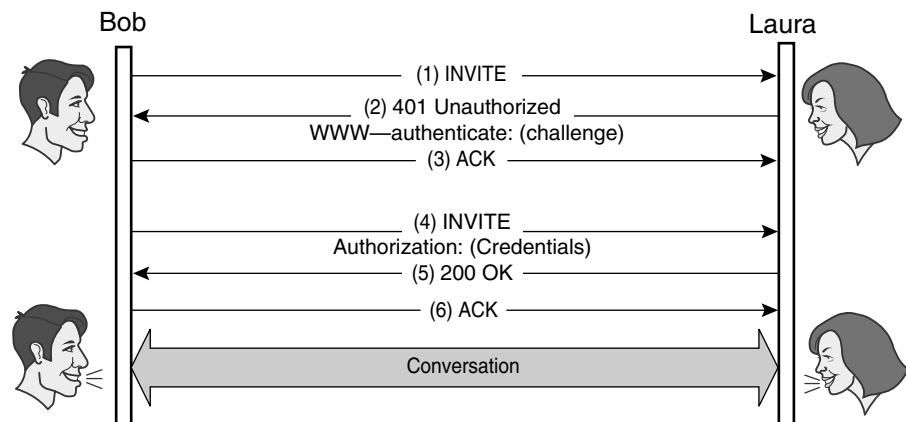 Bob
Laura
(1) INVITE
(2) 401 Unauthorized
WWW—authenticate: (challenge)
(3) ACK
(4) INVITE
Authorization: (Credentials)
(5) 200 OK
(6) ACK
Conversation